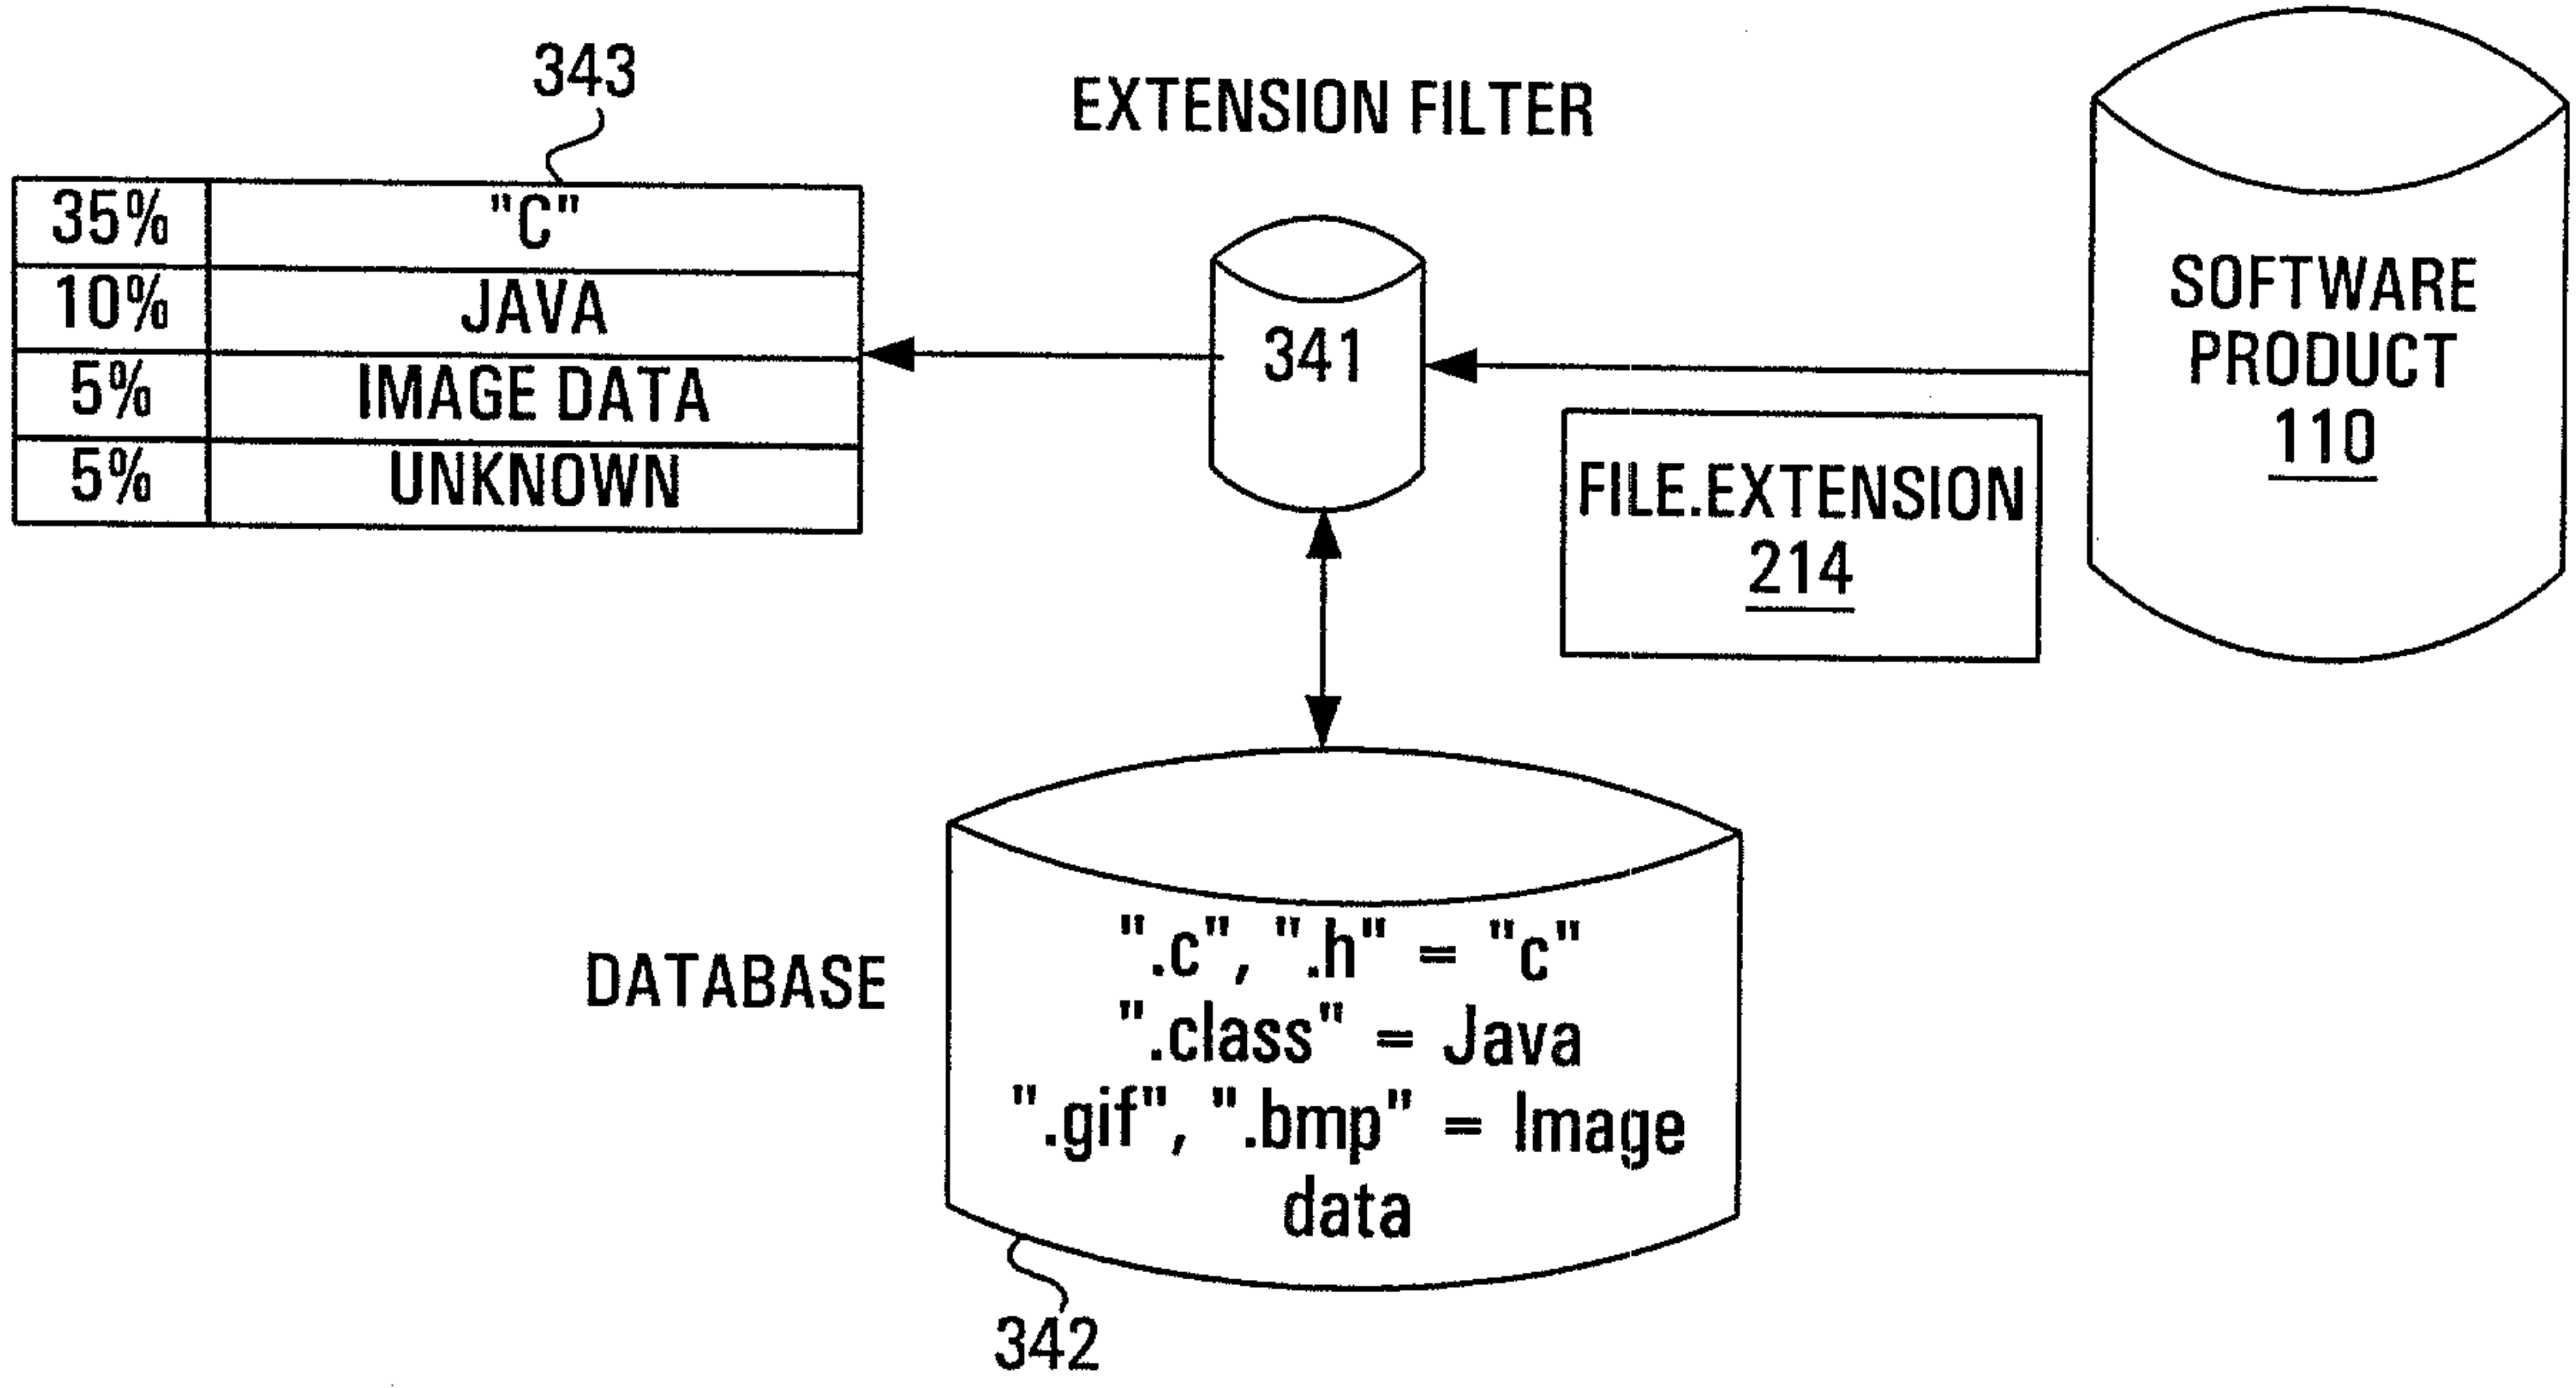 343
EXTENSION FILTER
35% "C"
10% JAVA
5% IMAGE DATA
5% UNKNOWN
341
SOFTWARE
PRODUCT
110
FILE.EXTENSION
214
DATABASE
".c", ".h" = "c"
".class" = Java
".gif", ".bmp" = Image
data
342